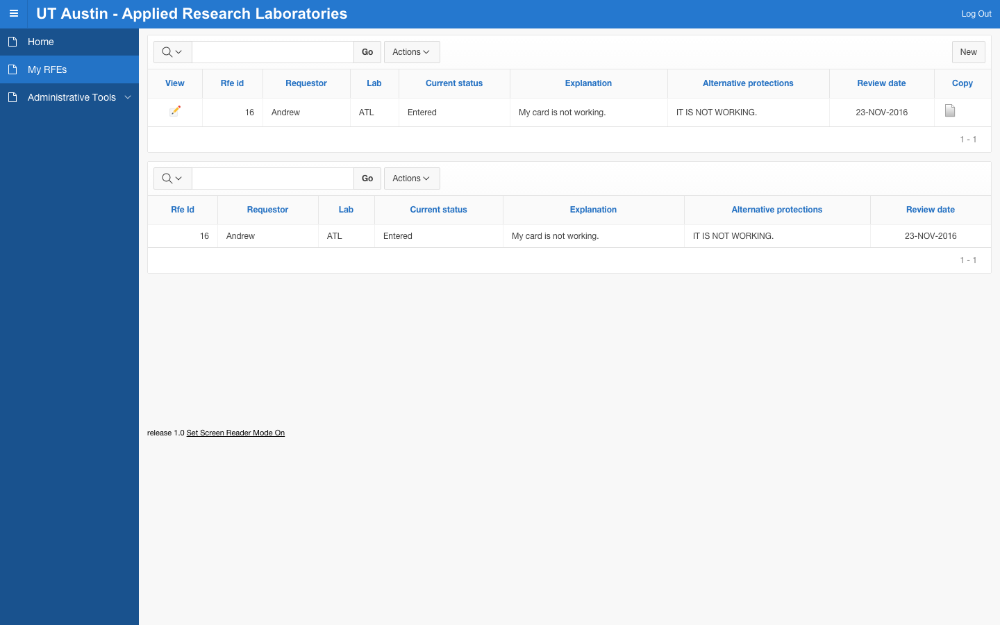 UT Austin - Applied Research Laboratories
Log Out
Home
My RFEs
Administrative Tools
Go
Actions
New
View Rfe id Requestor Lab Current status Explanation Alternative protections Review date Copy
16 Andrew ATL Entered My card is not working. IT IS NOT WORKING. 23-NOV-2016
1 - 1
Go
Actions
Rfe Id Requestor Lab Current status Explanation Alternative protections Review date
16 Andrew ATL Entered My card is not working. IT IS NOT WORKING. 23-NOV-2016
1 - 1
release 1.0 Set Screen Reader Mode On